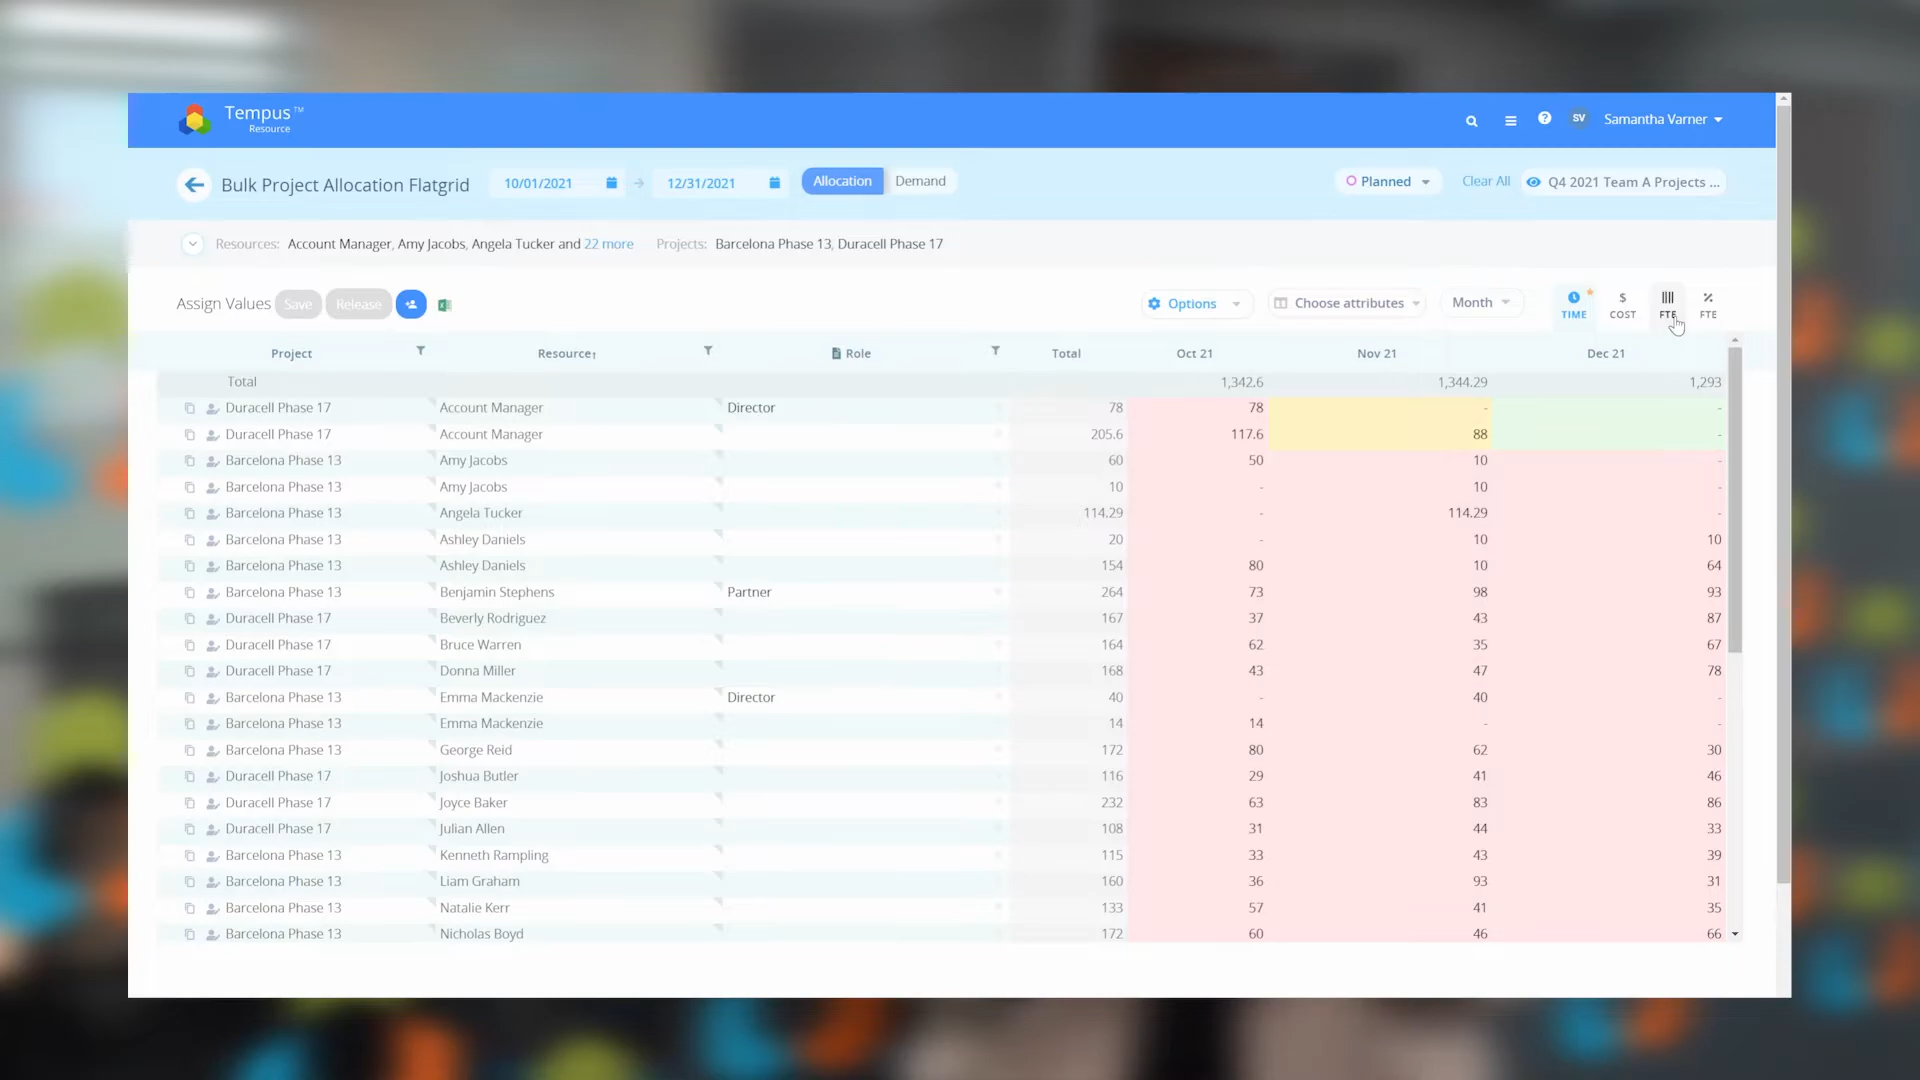 Tempus™
Resource
SV Samantha Varner
Bulk Project Allocation Flatgrid 10/01/2021 12/31/2021 Allocation Demand Planned Clear All Q4 2021 Team A Projects ...
Resources: Account Manager, Amy Jacobs, Angela Tucker and 22 more Projects: Barcelona Phase 13, Duracell Phase 17
Assign Values Save Release Options Choose attributes Month TIME $ COST FTE % FTE
Project Resource↑ Role Total Oct 21 Nov 21 Dec 21
Total 1,342.6 1,344.29 1,293
Duracell Phase 17 Account Manager Director 78 78 - -
Duracell Phase 17 Account Manager 205.6 117.6 88 -
Barcelona Phase 13 Amy Jacobs 60 50 10 -
Barcelona Phase 13 Amy Jacobs 10 - 10 -
Barcelona Phase 13 Angela Tucker 114.29 - 114.29 -
Barcelona Phase 13 Ashley Daniels 20 - 10 10
Barcelona Phase 13 Ashley Daniels 154 80 10 64
Barcelona Phase 13 Benjamin Stephens Partner 264 73 98 93
Duracell Phase 17 Beverly Rodriguez 167 37 43 87
Duracell Phase 17 Bruce Warren 164 62 35 67
Duracell Phase 17 Donna Miller 168 43 47 78
Barcelona Phase 13 Emma Mackenzie Director 40 - 40 -
Barcelona Phase 13 Emma Mackenzie 14 14 - -
Barcelona Phase 13 George Reid 172 80 62 30
Duracell Phase 17 Joshua Butler 116 29 41 46
Duracell Phase 17 Joyce Baker 232 63 83 86
Duracell Phase 17 Julian Allen 108 31 44 33
Barcelona Phase 13 Kenneth Rampling 115 33 43 39
Barcelona Phase 13 Liam Graham 160 36 93 31
Barcelona Phase 13 Natalie Kerr 133 57 41 35
Barcelona Phase 13 Nicholas Boyd 172 60 46 66